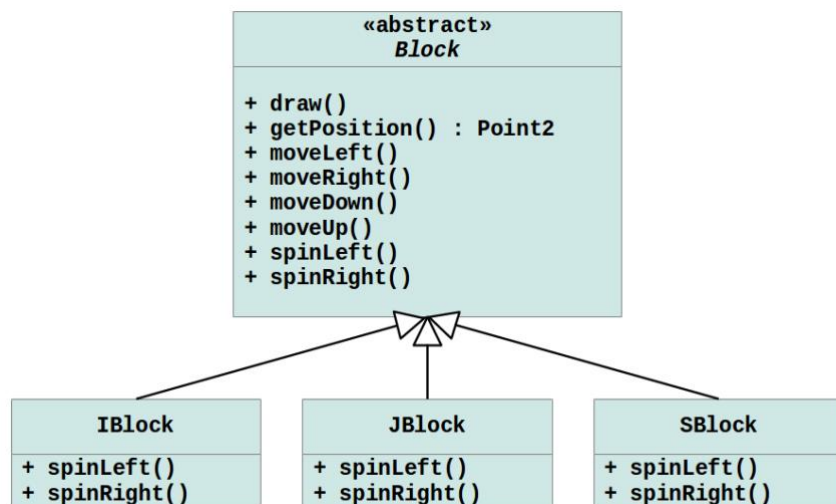 «abstract»
Block
+ draw()
+ getPosition() : Point2
+ moveLeft()
+ moveRight()
+ moveDown()
+ moveUp()
+ spinLeft()
+ spinRight()
IBlock
+ spinLeft()
+ spinRight()
JBlock
+ spinLeft()
+ spinRight()
SBlock
+ spinLeft()
+ spinRight()